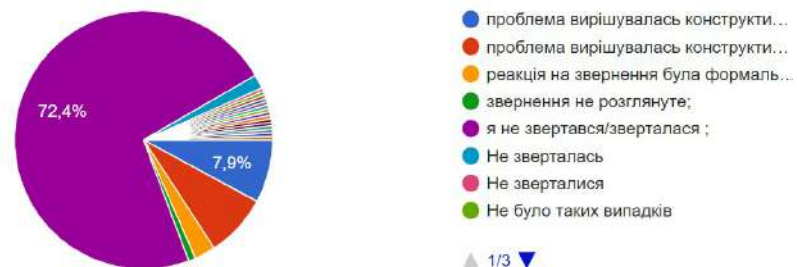 72,4%
7,9%
проблема вирішувалась конструкти...
проблема вирішувалась конструкти...
реакція на звернення була формаль...
звернення не розглянуте;
я не звертався/зверталася ;
Не зверталась
Не зверталися
Не було таких випадків
1/3